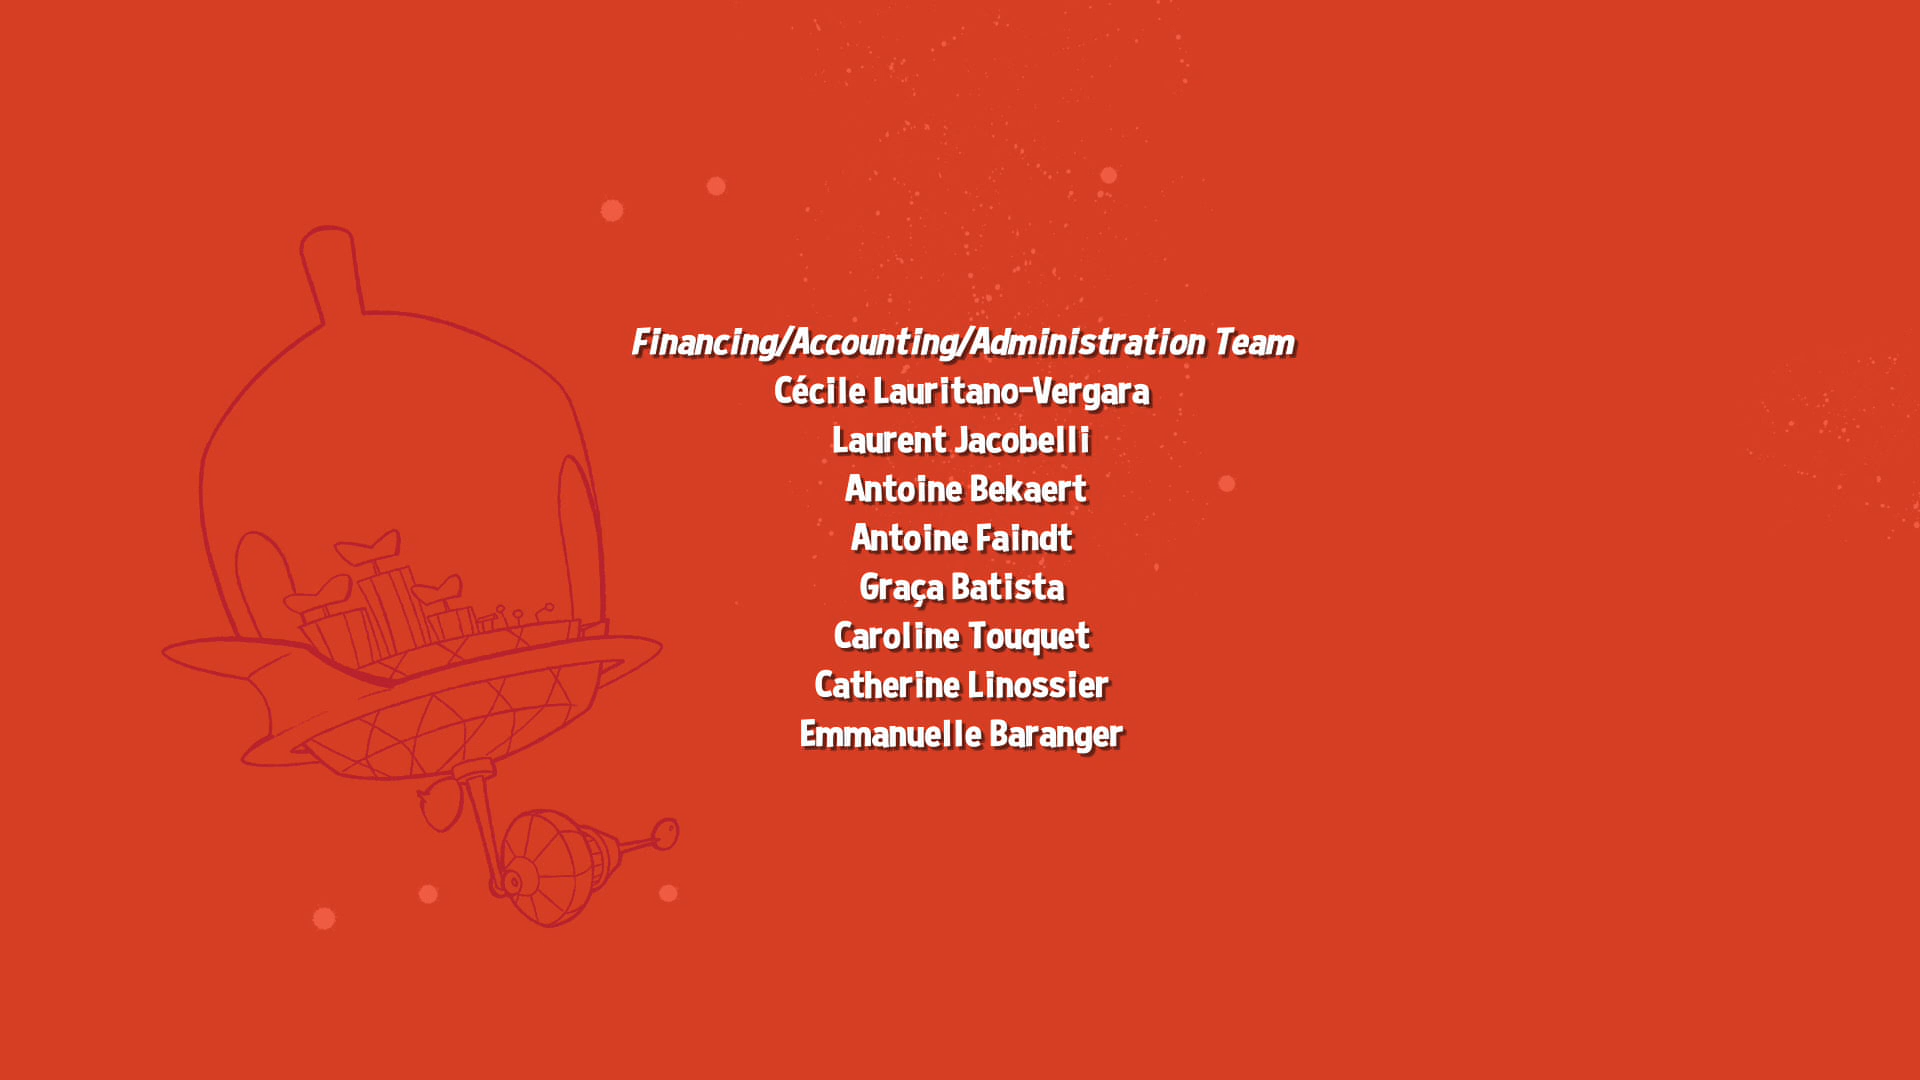 Financing/Accounting/Administration Team
Cécile Lauritano-Vergara
Laurent Jacobelli
Antoine Bekaert
Antoine Faindt
Graça Batista
Caroline Touquet
Catherine Linossier
Emmanuelle Baranger